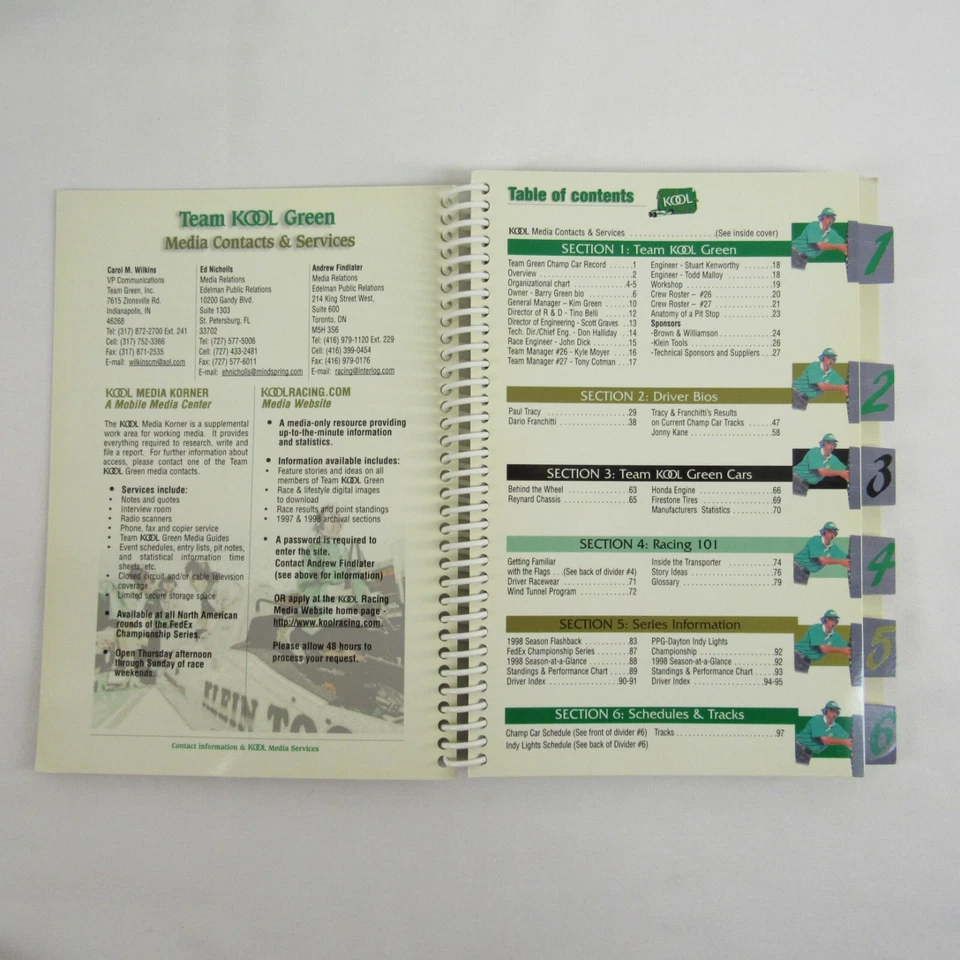 Team KOOL Green
Media Contacts & Services
Carol M. Wilkins
VP Communications
Team Green, Inc.
7615 Zionsville Rd.
Indianapolis, IN
46268
Tel: (317) 872-2700 Ext. 241
Cell: (317) 752-3366
Fax: (317) 871-2535
E-mail: wilkinscm@aol.com
Ed Nicholls
Media Relations
Edelman Public Relations
10200 Gandy Blvd.
Suite 1303
St. Petersburg, FL
33702
Tel: (727) 577-5006
Cell: (727) 433-2481
Fax: (727) 577-6011
E-mail: ehnicholls@mindspring.com
Andrew Findlater
Media Relations
Edelman Public Relations
214 King Street West,
Suite 600
Toronto, ON
M5H 3S6
Tel: (416) 979-1120 Ext. 229
Cell: (416) 399-0454
Fax: (416) 979-0176
E-mail: racing@interlog.com
KOOL MEDIA KORNER
A Mobile Media Center
The KOOL Media Korner is a supplemental
work area for working media. It provides
everything required to research, write and
file a report. For further information about
access, please contact one of the Team
KOOL Green media contacts.
• Services include:
• Notes and quotes
• Interview room
• Radio scanners
• Phone, fax and copier service
• Team KOOL Green Media Guides
• Event schedules, entry lists, pit notes,
and statistical information time
sheets, etc.
• Closed circuit and/or cable television
coverage
• Limited secure storage space
• Available at all North American
rounds of the FedEx
Championship Series.
• Open Thursday afternoon
through Sunday of race
weekends.
KOOLRACING.COM
Media Website
• A media-only resource providing
up-to-the-minute information
and statistics.
• Information available includes:
• Feature stories and ideas on all
members of Team KOOL Green
• Race & lifestyle digital images
to download
• Race results and point standings
• 1997 & 1998 archival sections
• A password is required to
enter the site.
Contact Andrew Findlater
(see above for information)
OR apply at the KOOL Racing
Media Website home page -
http://www.koolracing.com.
Please allow 48 hours to
process your request.
KLEIN TO
Contact information & KOOL Media Services
Table of contents
KOOL
KOOL Media Contacts & Services . . . . . . . . . . . . . . . . . .(See inside cover)
SECTION 1: Team KOOL Green
Team Green Champ Car Record . . . . . .1
Overview . . . . . . . . . . . . . . . . . . . .2
Organizational chart . . . . . . . . . . . .4-5
Owner - Barry Green bio . . . . . . . . . .6
General Manager – Kim Green . . . . . .10
Director of R & D - Tino Belli . . . . . .12
Director of Engineering - Scott Graves . .13
Tech. Dir./Chief Eng. - Don Halliday . . .14
Race Engineer - John Dick . . . . . . . .15
Team Manager #26 - Kyle Moyer . . . .16
Team Manager #27 - Tony Cotman . . .17
Engineer - Stuart Kenworthy . . . . . . .18
Engineer - Todd Malloy . . . . . . . . . .18
Workshop . . . . . . . . . . . . . . . . . . .19
Crew Roster – #26 . . . . . . . . . . . . .20
Crew Roster – #27 . . . . . . . . . . . . .21
Anatomy of a Pit Stop . . . . . . . . . . .23
Sponsors
-Brown & Williamson . . . . . . . . . . . .24
-Klein Tools . . . . . . . . . . . . . . . . . .26
-Technical Sponsors and Suppliers . . .27
SECTION 2: Driver Bios
Paul Tracy . . . . . . . . . . . . . . . . . .29
Dario Franchitti . . . . . . . . . . . . . . .38
Tracy & Franchitti's Results
on Current Champ Car Tracks . . . . . .47
Jonny Kane . . . . . . . . . . . . . . . . . .58
SECTION 3: Team KOOL Green Cars
Behind the Wheel . . . . . . . . . . . . . .63
Reynard Chassis . . . . . . . . . . . . . . .65
Honda Engine . . . . . . . . . . . . . . . .66
Firestone Tires . . . . . . . . . . . . . . . .69
Manufacturers Statistics . . . . . . . . . .70
SECTION 4: Racing 101
Getting Familiar
with the Flags . . .(See back of divider #4)
Driver Racewear . . . . . . . . . . . . . . .71
Wind Tunnel Program . . . . . . . . . . . .72
Inside the Transporter . . . . . . . . . . .74
Story Ideas . . . . . . . . . . . . . . . . . .76
Glossary . . . . . . . . . . . . . . . . . . . .79
SECTION 5: Series Information
1998 Season Flashback . . . . . . . . . .83
FedEx Championship Series . . . . . . . .87
1998 Season-at-a-Glance . . . . . . . . .88
Standings & Performance Chart . . . . .89
Driver Index . . . . . . . . . . . . . . .90-91
PPG-Dayton Indy Lights
Championship . . . . . . . . . . . . . . . .92
1998 Season-at-a-Glance . . . . . . . . .92
Standings & Performance Chart . . . . .93
Driver Index . . . . . . . . . . . . . . .94-95
SECTION 6: Schedules & Tracks
Champ Car Schedule (See front of divider #6)
Indy Lights Schedule (See back of Divider #6)
Tracks . . . . . . . . . . . . . . . . . . . . .97
1
2
3
4
5
6